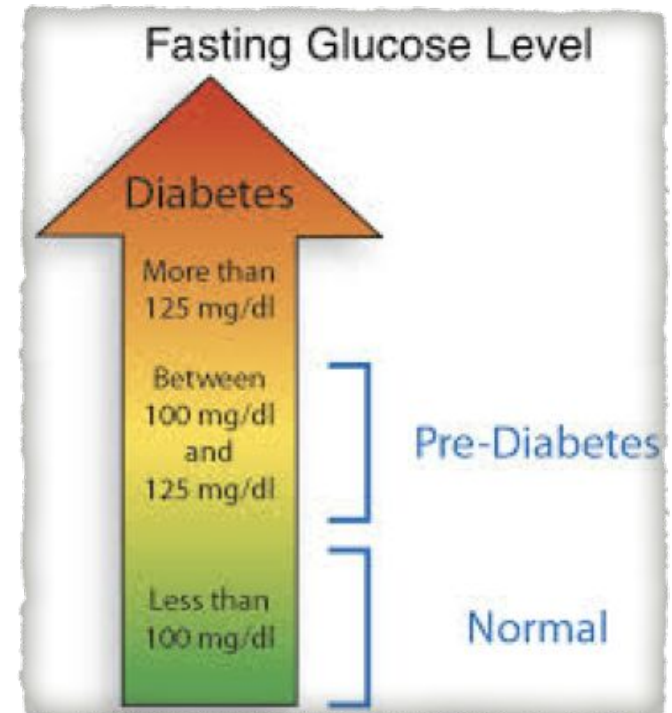 Fasting Glucose Level
Diabetes
More than
125 mg/dl
Between
100 mg/dl
and
125 mg/dl
Pre-Diabetes
Less than
100 mg/dl
Normal